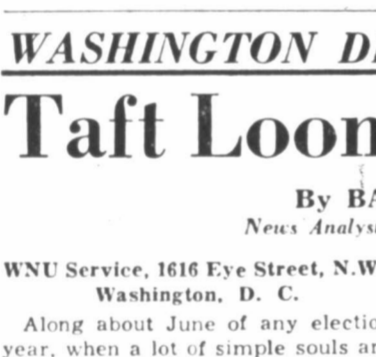 WASHINGTON D
Taft Loon
By BA
News Analys
WNU Service, 1616 Eye Street, N.W
Washington, D. C.
Along about June of any electio
year, when a lot of simple souls ar